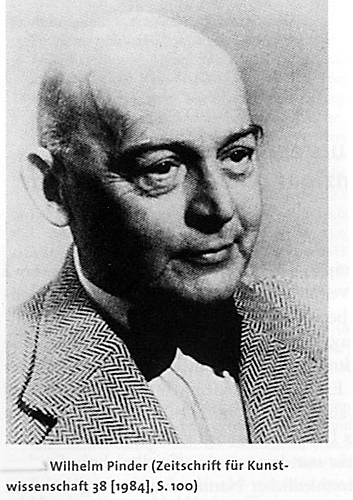 Wilhelm Pinder (Zeitschrift für Kunst-
wissenschaft 38 [1984], S. 100)